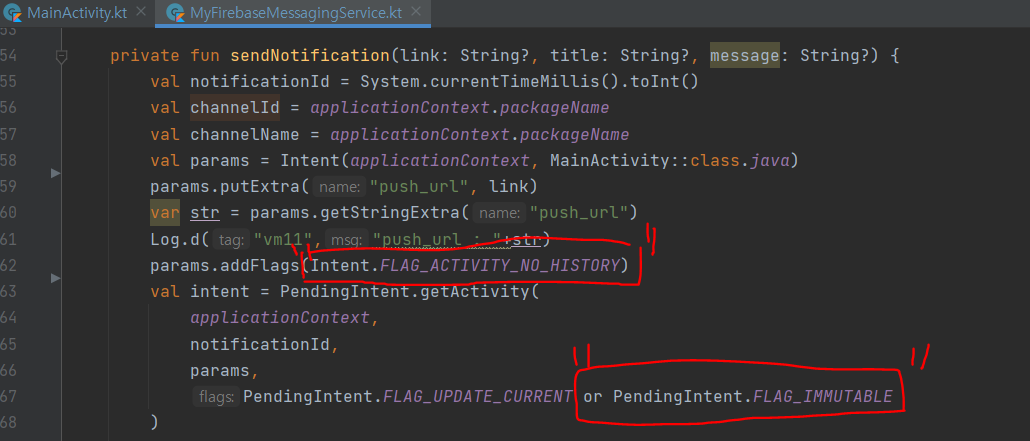 MainActivity.kt × MyFirebaseMessagingService.kt ×
53
54 private fun sendNotification(link: String?, title: String?, message: String?) {
55 val notificationId = System.currentTimeMillis().toInt()
56 val channelId = applicationContext.packageName
57 val channelName = applicationContext.packageName
58 val params = Intent(applicationContext, MainActivity::class.java)
59 params.putExtra( name: "push_url", link)
60 var str = params.getStringExtra( name: "push_url")
61 Log.d( tag: "vm11", msg: "push_url : "+str)
62 params.addFlags(Intent.FLAG_ACTIVITY_NO_HISTORY)
63 val intent = PendingIntent.getActivity(
64 applicationContext,
65 notificationId,
66 params,
67 flags: PendingIntent.FLAG_UPDATE_CURRENT or PendingIntent.FLAG_IMMUTABLE
68 )